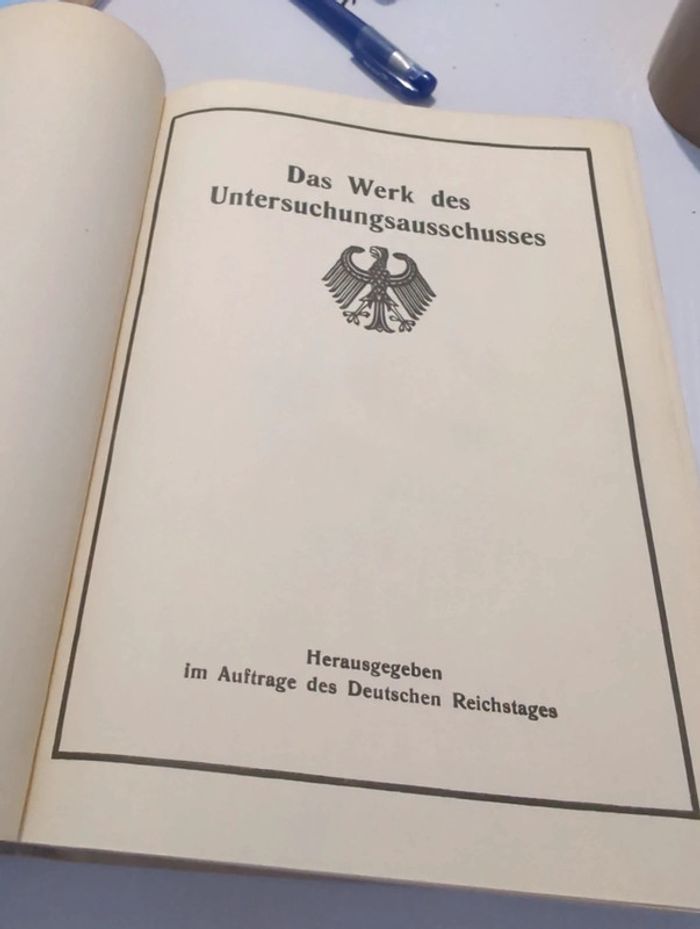 Das Werk des
Untersuchungsausschusses
Herausgegeben
im Auftrage des Deutschen Reichstages